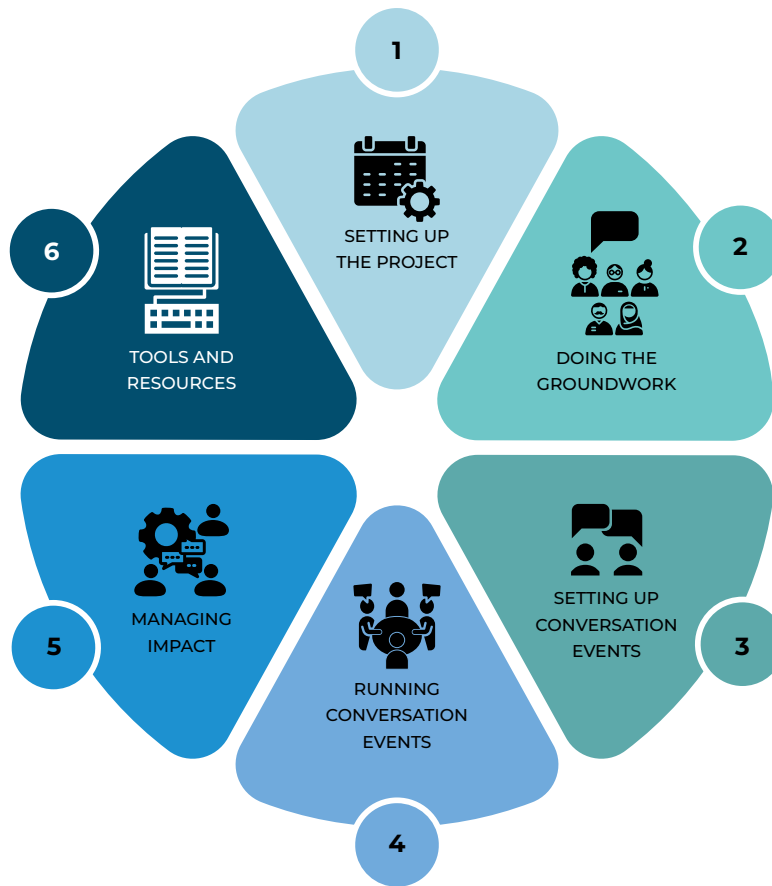 1
SETTING UP
THE PROJECT
2
DOING THE
GROUNDWORK
3
SETTING UP
CONVERSATION
EVENTS
4
RUNNING
CONVERSATION
EVENTS
5
MANAGING
IMPACT
6
TOOLS AND
RESOURCES